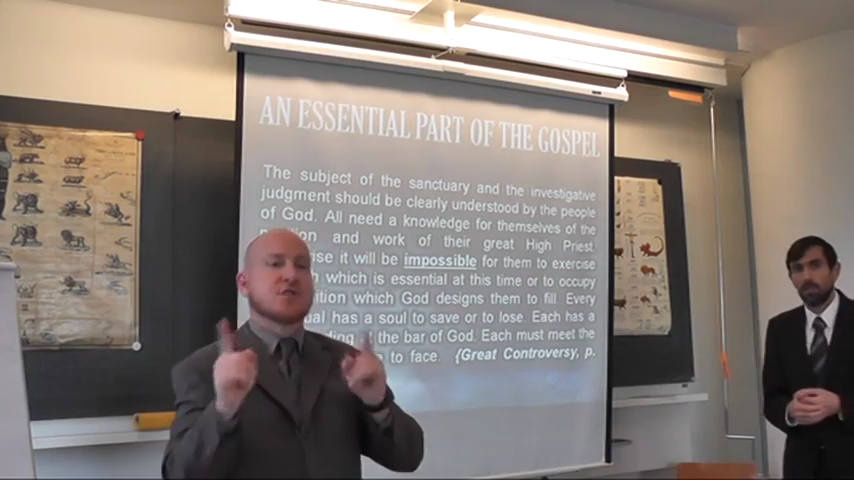 AN ESSENTIAL PART OF THE GOSPEL
The subject of the sanctuary and the investigative
judgment should be clearly understood by the people
of God. All need a knowledge for themselves of the
and work of their great High Priest.
it will be impossible for them to exercise
which is essential at this time or to occupy
which God designs them to fill. Every
has a soul to save or to lose. Each has a
the bar of God. Each must meet the
to face. (Great Controversy, p.